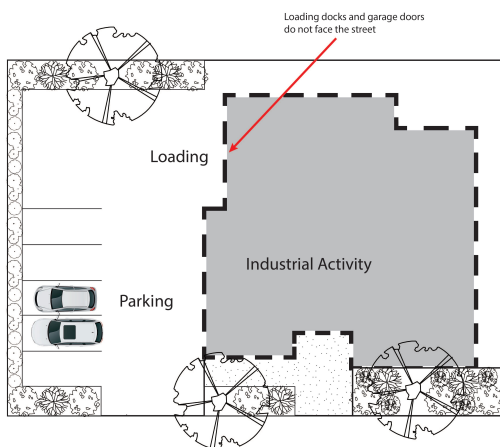 Loading docks and garage doors
do not face the street
Loading
Industrial Activity
Parking